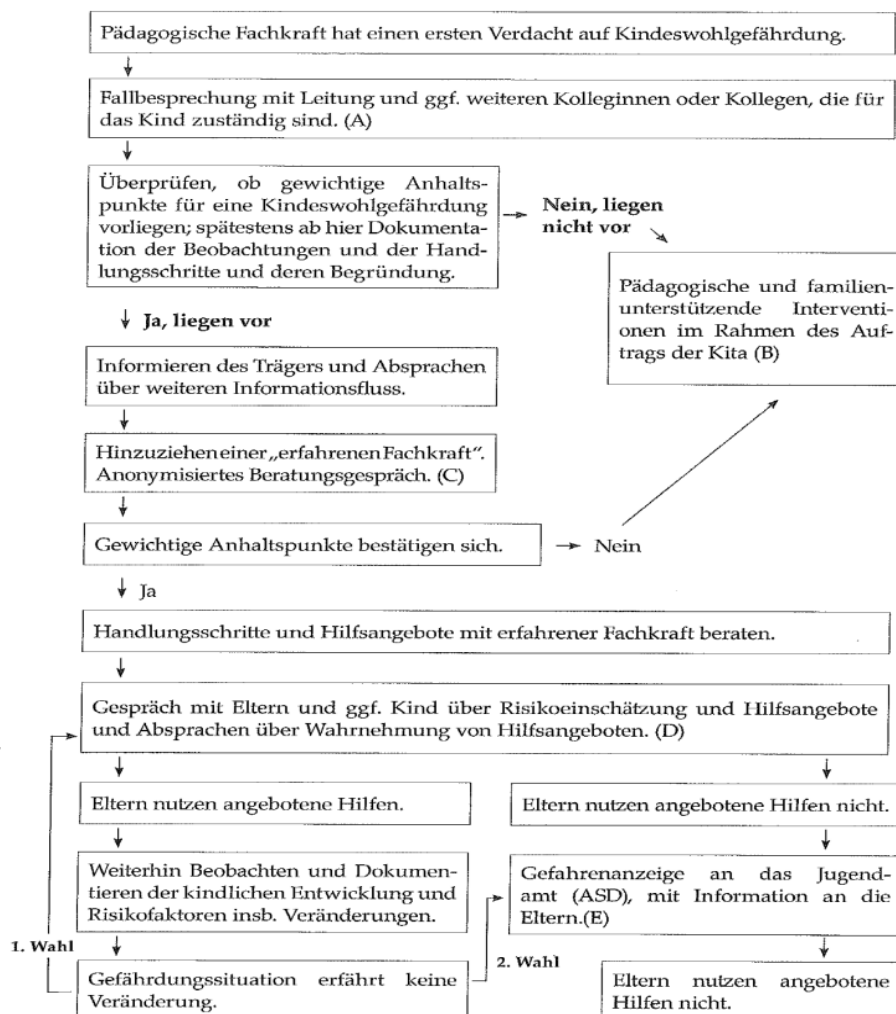 Pädagogische Fachkraft hat einen ersten Verdacht auf Kindeswohlgefährdung.
Fallbesprechung mit Leitung und ggf. weiteren Kolleginnen oder Kollegen, die für
das Kind zuständig sind. (A)
Überprüfen, ob gewichtige Anhalts-
punkte für eine Kindeswohlgefährdung
vorliegen; spätestens ab hier Dokumenta-
tion der Beobachtungen und der Hand-
lungsschritte und deren Begründung.
Nein, liegen
nicht vor
Pädagogische und familien-
unterstützende Interventi-
onen im Rahmen des Auf-
trags der Kita (B)
Ja, liegen vor
Informieren des Trägers und Absprachen
über weiteren Informationsfluss.
Hinzuziehen einer „erfahrenen Fachkraft“.
Anonymisiertes Beratungsgespräch. (C)
Gewichtige Anhaltspunkte bestätigen sich.
Nein
Ja
Handlungsschritte und Hilfsangebote mit erfahrener Fachkraft beraten.
Gespräch mit Eltern und ggf. Kind über Risikoeinschätzung und Hilfsangebote
und Absprachen über Wahrnehmung von Hilfsangeboten. (D)
Eltern nutzen angebotene Hilfen.
Eltern nutzen angebotene Hilfen nicht.
Weiterhin Beobachten und Dokumen-
tieren der kindlichen Entwicklung und
Risikofaktoren insb. Veränderungen.
Gefahrenanzeige an das Jugend-
amt (ASD), mit Information an die
Eltern.(E)
1. Wahl
2. Wahl
Gefährdungssituation erfährt keine
Veränderung.
Eltern nutzen angebotene
Hilfen nicht.